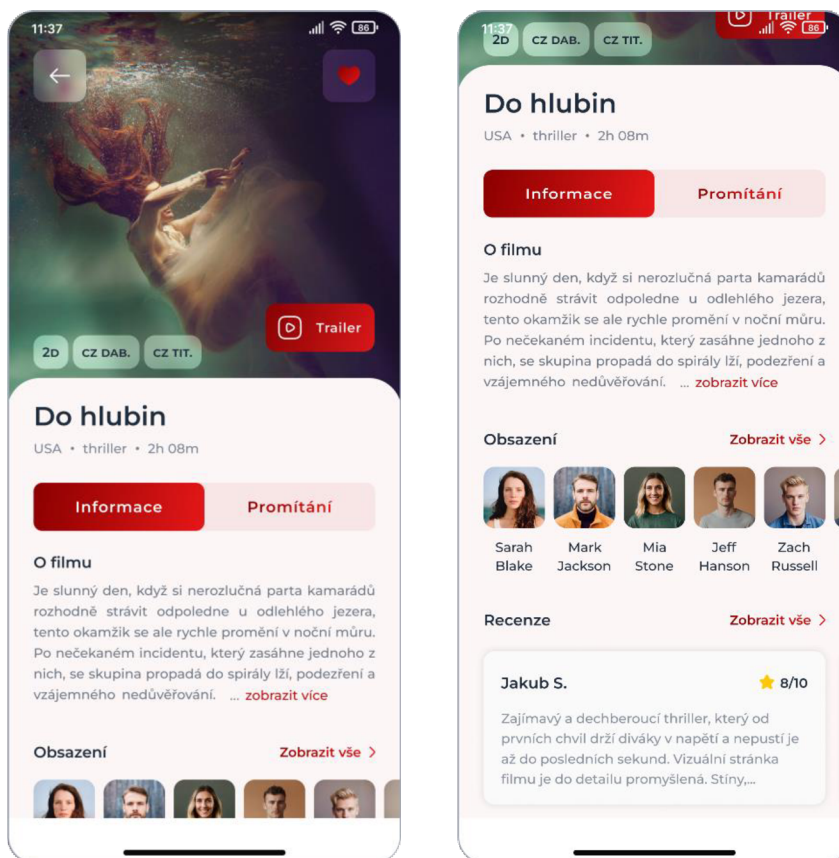 11:37
86
Trailer
2D
CZ DAB.
CZ TIT.
Do hlubin
USA • thriller • 2h 08m
Informace
Promítání
O filmu
Je slunný den, když si nerozlučná parta kamarádů
rozhodně strávit odpoledne u odlehlého jezera,
tento okamžik se ale rychle promění v noční můru.
Po nečekaném incidentu, který zasáhne jednoho z
nich, se skupina propadá do spirály lží, podezření a
vzájemného nedůvěřování. ... zobrazit více
Obsazení
Zobrazit vše
11:37
Trailer
86
2D
CZ DAB.
CZ TIT.
Do hlubin
USA • thriller • 2h 08m
Informace
Promítání
O filmu
Je slunný den, když si nerozlučná parta kamarádů
rozhodně strávit odpoledne u odlehlého jezera,
tento okamžik se ale rychle promění v noční můru.
Po nečekaném incidentu, který zasáhne jednoho z
nich, se skupina propadá do spirály lží, podezření a
vzájemného nedůvěřování. ... zobrazit více
Obsazení
Zobrazit vše
Sarah Blake
Mark Jackson
Mia Stone
Jeff Hanson
Zach Russell
Recenze
Zobrazit vše
Jakub S.
8/10
Zajímavý a dechberoucí thriller, který od
prvních chvil drží diváky v napětí a nepustí je
až do posledních sekund. Vizuální stránka
filmu je do detailu promyšlená. Stíny,...